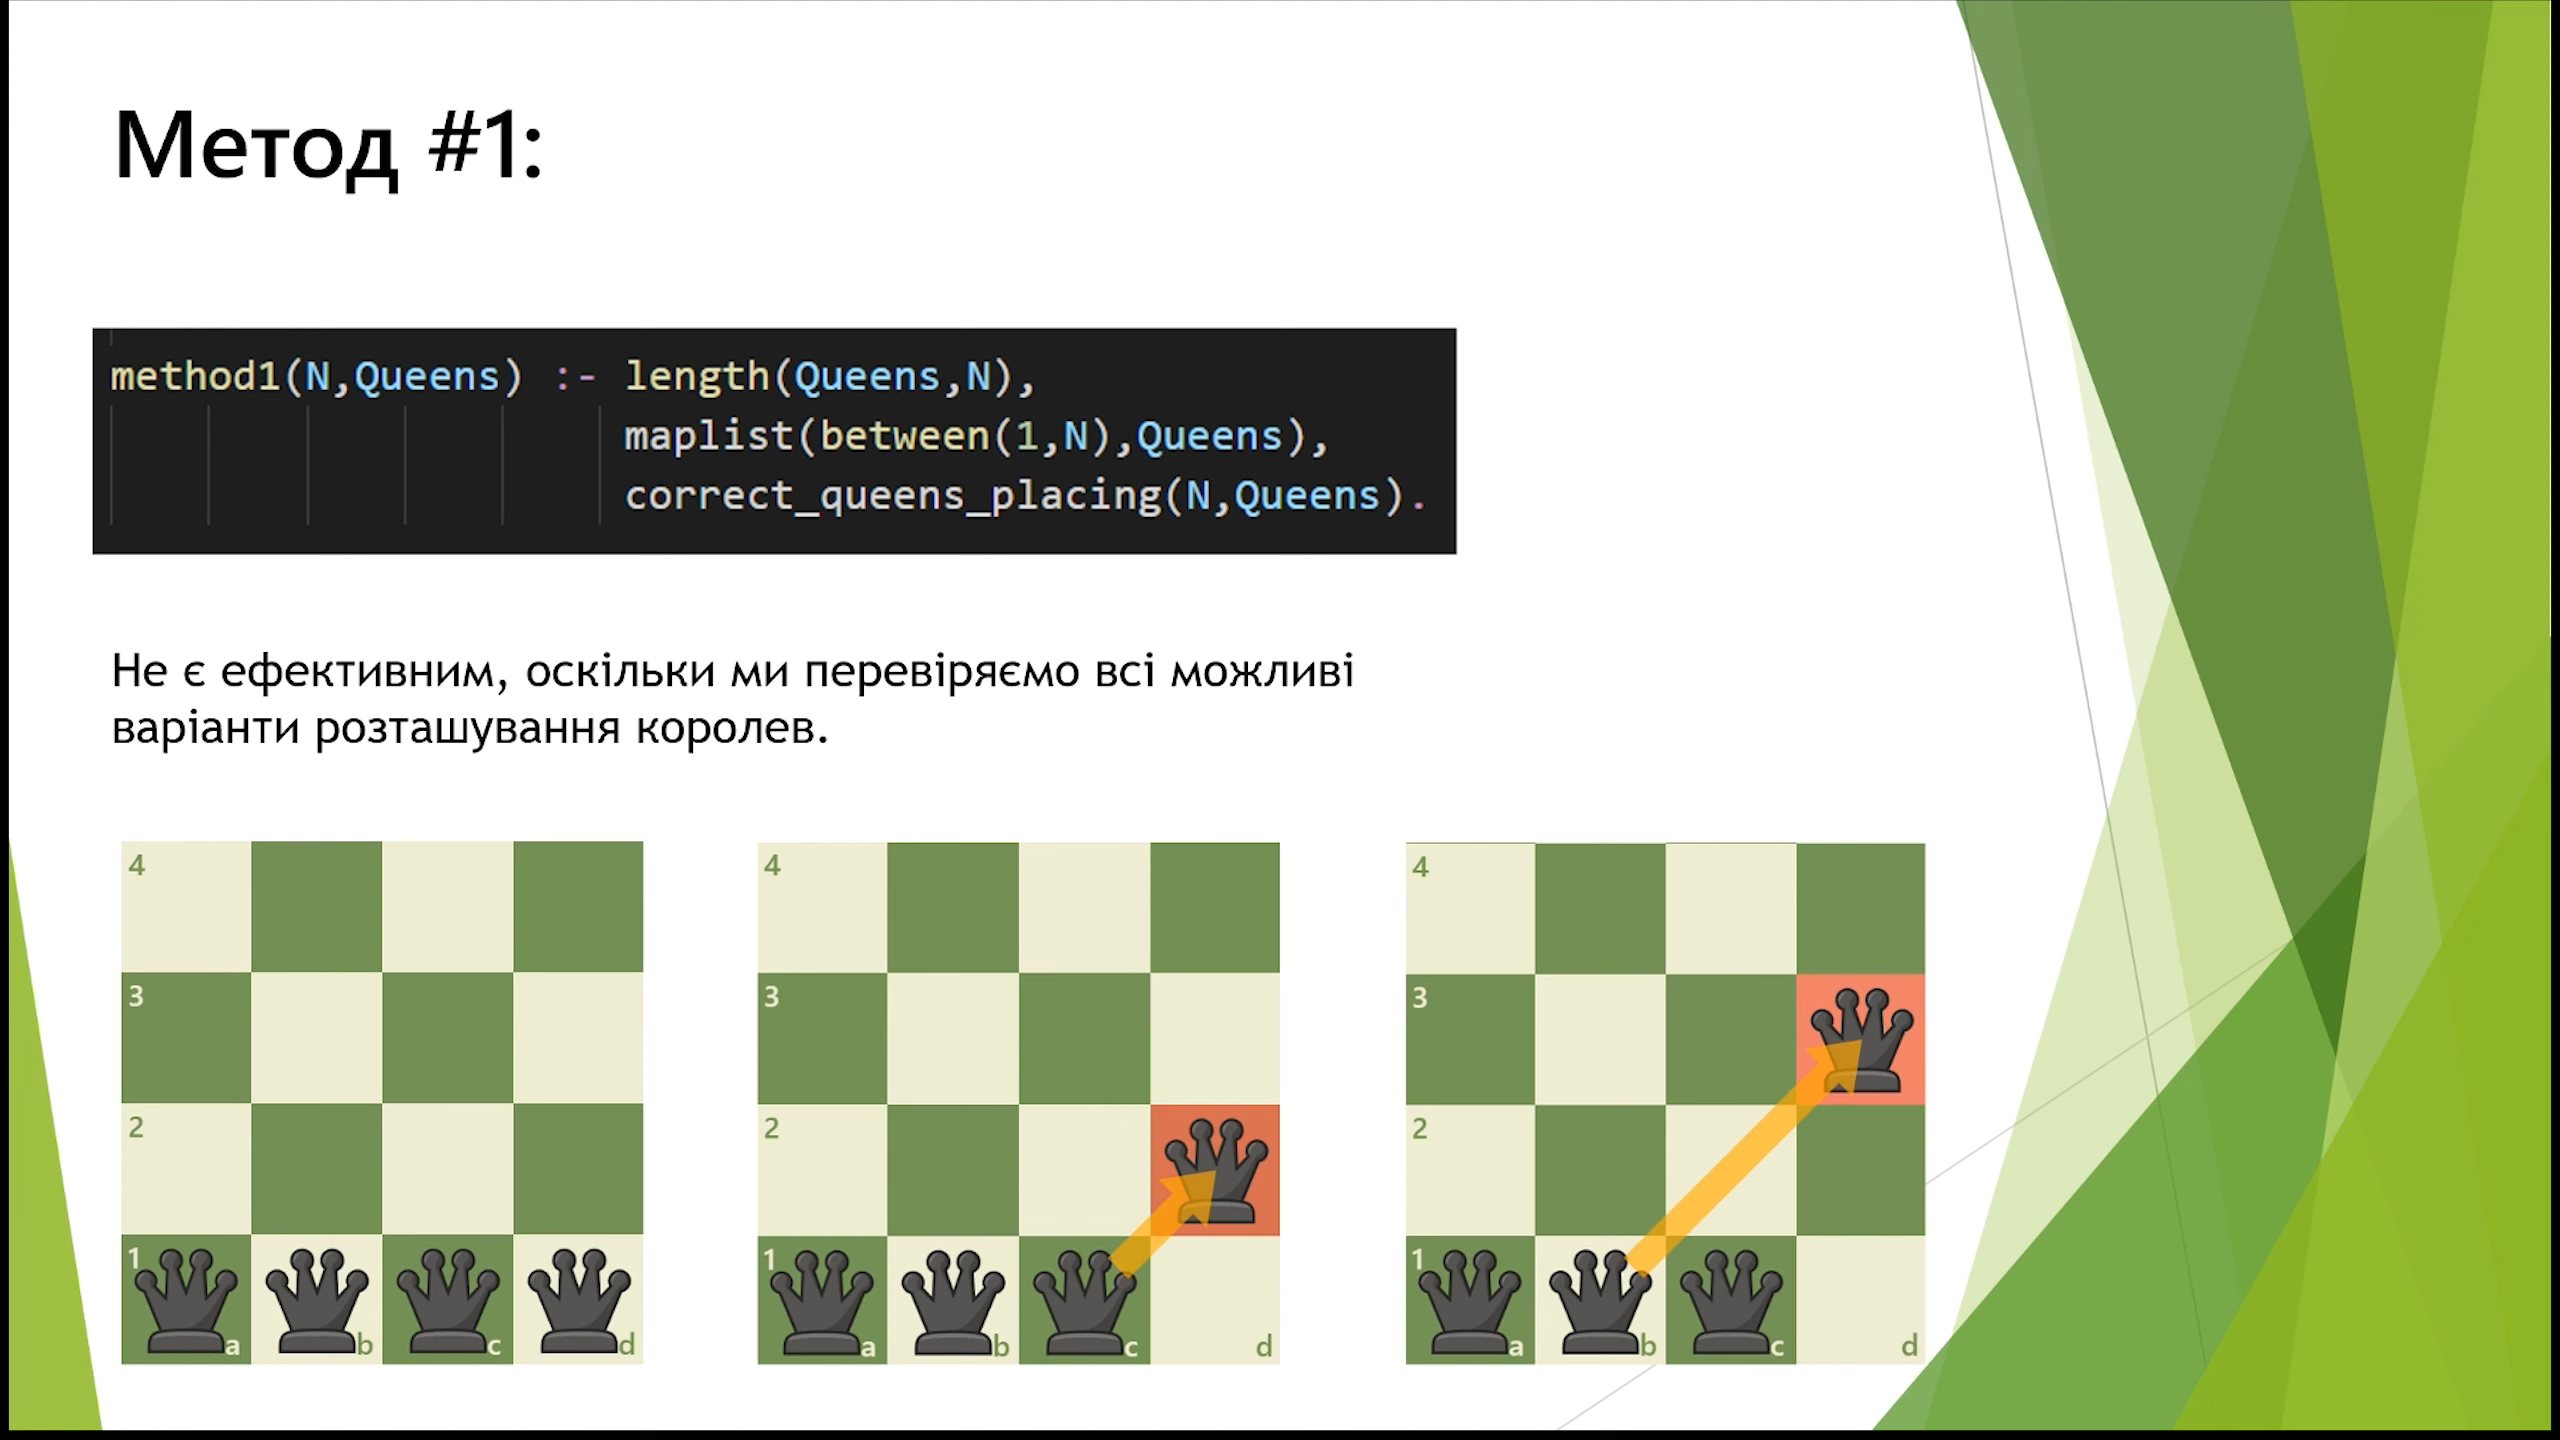 Метод #1:
method1(N,Queens) :- length(Queens,N),
maplist(between(1,N),Queens),
correct_queens_placing(N,Queens).
Не є ефективним, оскільки ми перевіряємо всі можливі
варіанти розташування королев.
4
3
2
1
a b c d
4
3
2
1
a b c d
4
3
2
1
a b c d